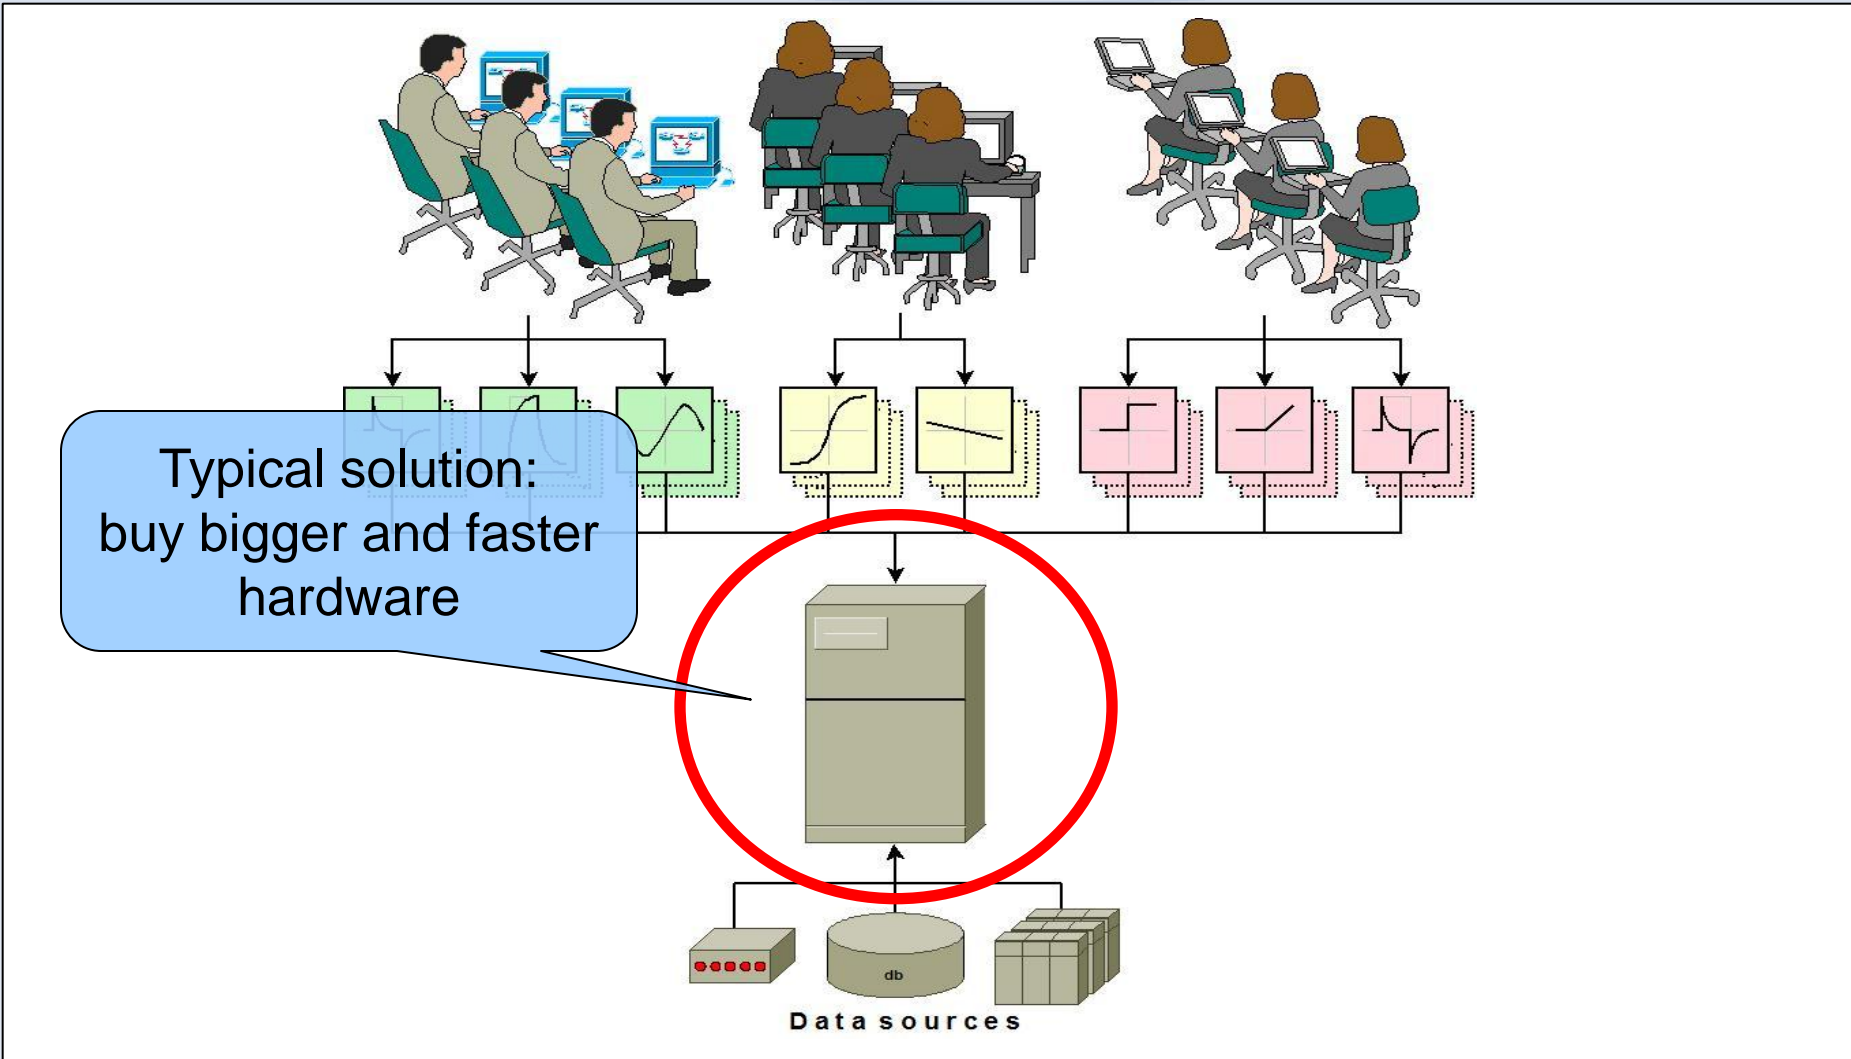 Typical solution:
buy bigger and faster
hardware
db
Data sources